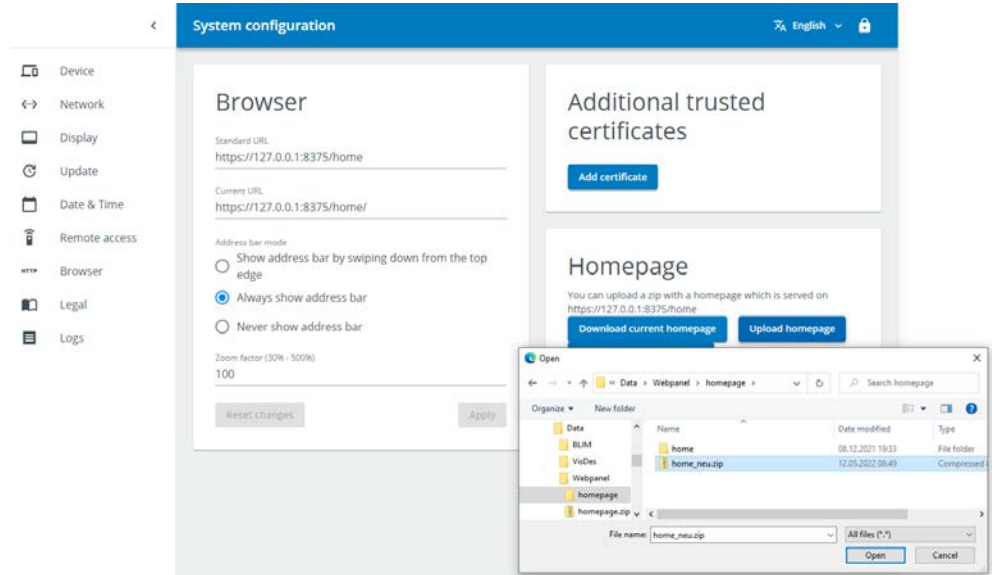 System configuration
English
Device
Network
Display
Update
Date & Time
Remote access
HTTP
Browser
Legal
Logs
Browser
Standard URL
https://127.0.0.1:8375/home
Current URL
https://127.0.0.1:8375/home/
Address bar mode
Show address bar by swiping down from the top
edge
Always show address bar
Never show address bar
Zoom factor (30% - 500%)
100
Reset changes
Apply
Additional trusted
certificates
Add certificate
Homepage
You can upload a zip with a homepage which is served on
https://127.0.0.1:8375/home
Download current homepage
Upload homepage
Open
« Data › Webpanel › homepage ›
Search homepage
Organize
New folder
Data
BLIM
VisDes
Webpanel
homepage
homepage.zip
Name
Date modified
Type
home
08.12.2021 19:33
File folder
home_neu.zip
12.05.2022 08:49
Compressed
File name:
home_neu.zip
All files (*.*)
Open
Cancel